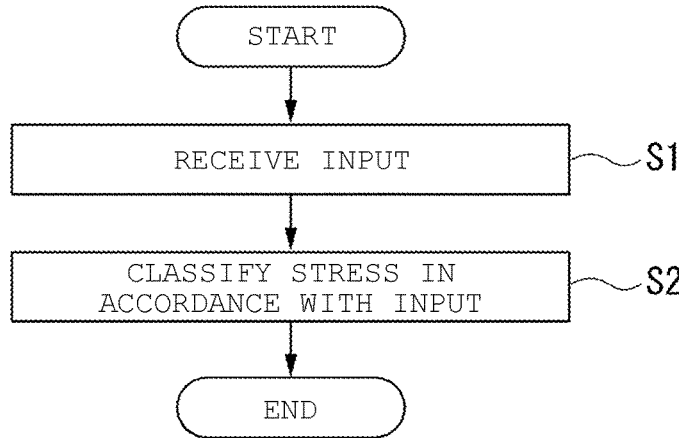 START
RECEIVE INPUT
S1
CLASSIFY STRESS IN
ACCORDANCE WITH INPUT
S2
END